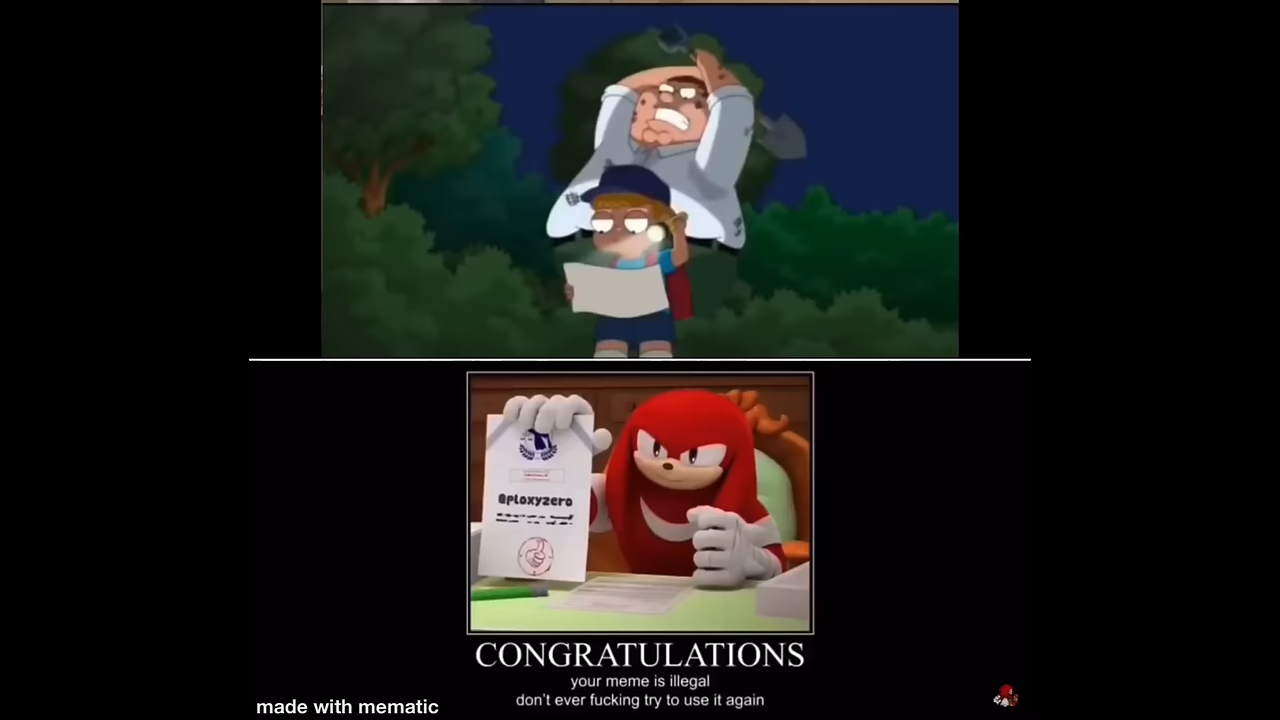 @ploxyzero
CONGRATULATIONS
your meme is illegal
don't ever fucking try to use it again
made with mematic